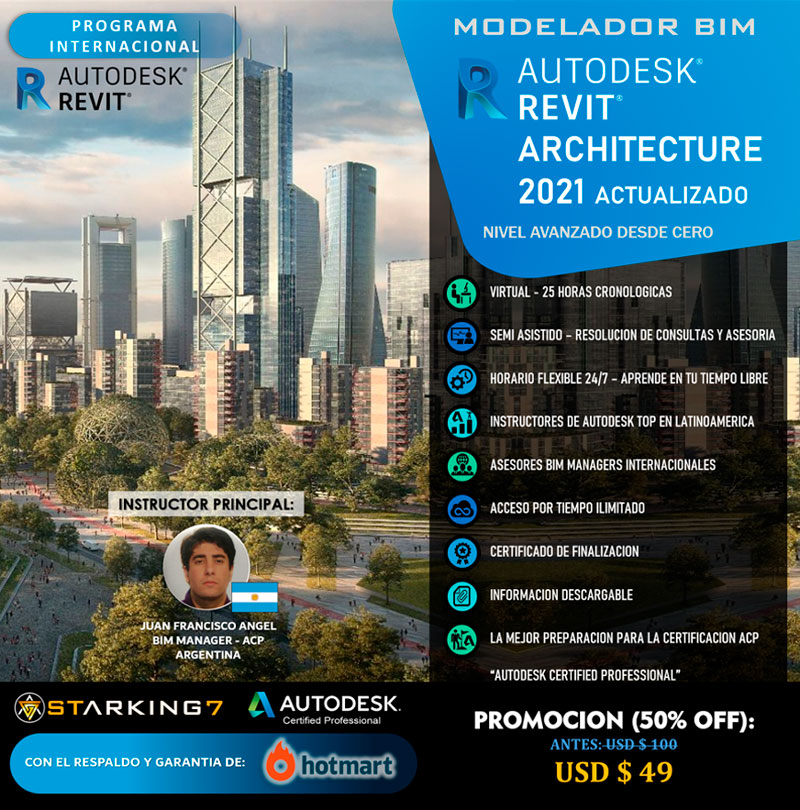 PROGRAMA
INTERNACIONAL
R AUTODESK®
REVIT®
MODELADOR BIM
R AUTODESK®
REVIT®
ARCHITECTURE
2021 ACTUALIZADO
NIVEL AVANZADO DESDE CERO
VIRTUAL - 25 HORAS CRONOLOGICAS
SEMI ASISTIDO - RESOLUCION DE CONSULTAS Y ASESORIA
HORARIO FLEXIBLE 24/7 - APRENDE EN TU TIEMPO LIBRE
INSTRUCTORES DE AUTODESK TOP EN LATINOAMERICA
ASESORES BIM MANAGERS INTERNACIONALES
ACCESO POR TIEMPO ILIMITADO
CERTIFICADO DE FINALIZACION
INFORMACION DESCARGABLE
LA MEJOR PREPARACION PARA LA CERTIFICACION ACP
“AUTODESK CERTIFIED PROFESSIONAL”
INSTRUCTOR PRINCIPAL:
JUAN FRANCISCO ANGEL
BIM MANAGER - ACP
ARGENTINA
STARKING7
AUTODESK.
Certified Professional
CON EL RESPALDO Y GARANTIA DE:
hotmart
PROMOCION (50% OFF):
ANTES: USD $ 100
USD $ 49